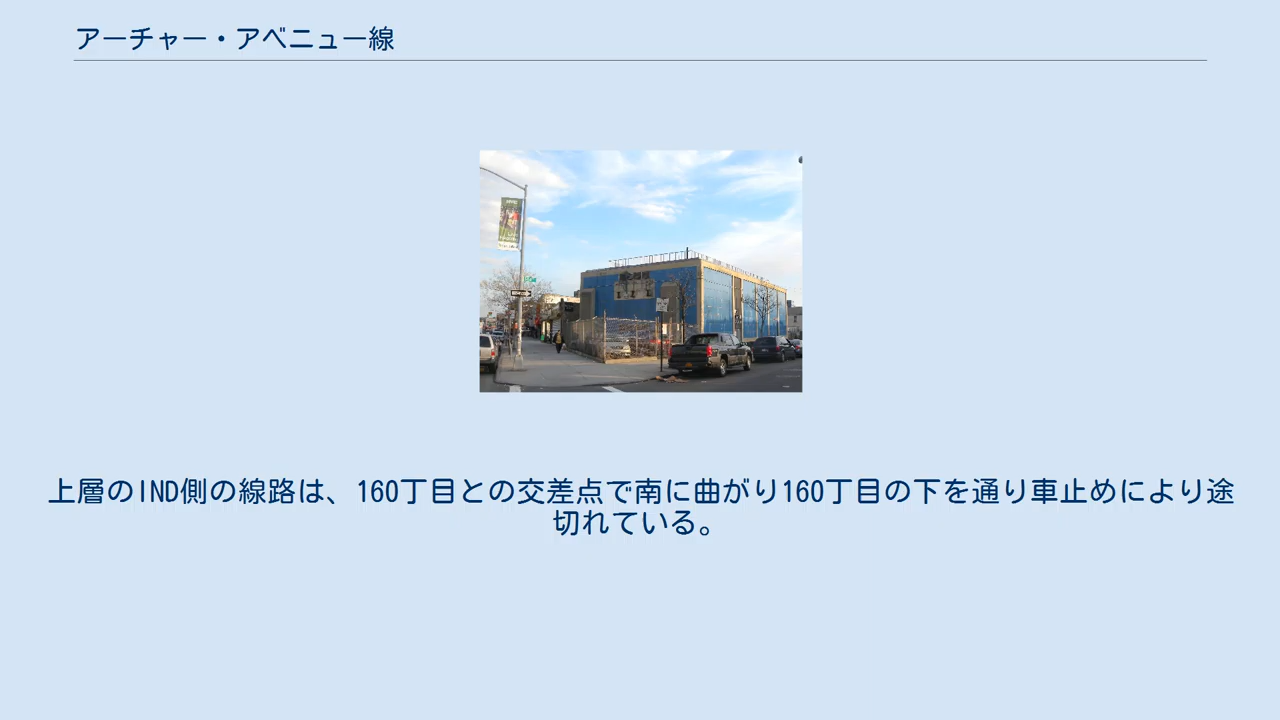 アーチャー・アベニュー線
上層のIND側の線路は、160丁目との交差点で南に曲がり160丁目の下を通り車止めにより途
切れている。